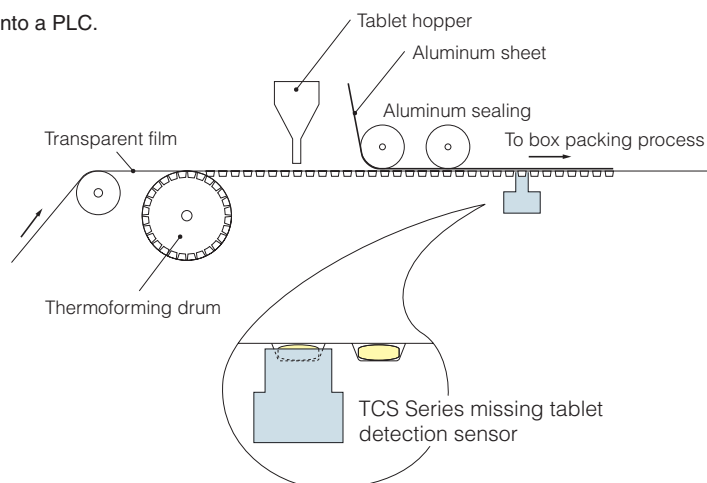 nto a PLC.
Tablet hopper
Aluminum sheet
Aluminum sealing
Transparent film
To box packing process
Thermoforming drum
TCS Series missing tablet
detection sensor